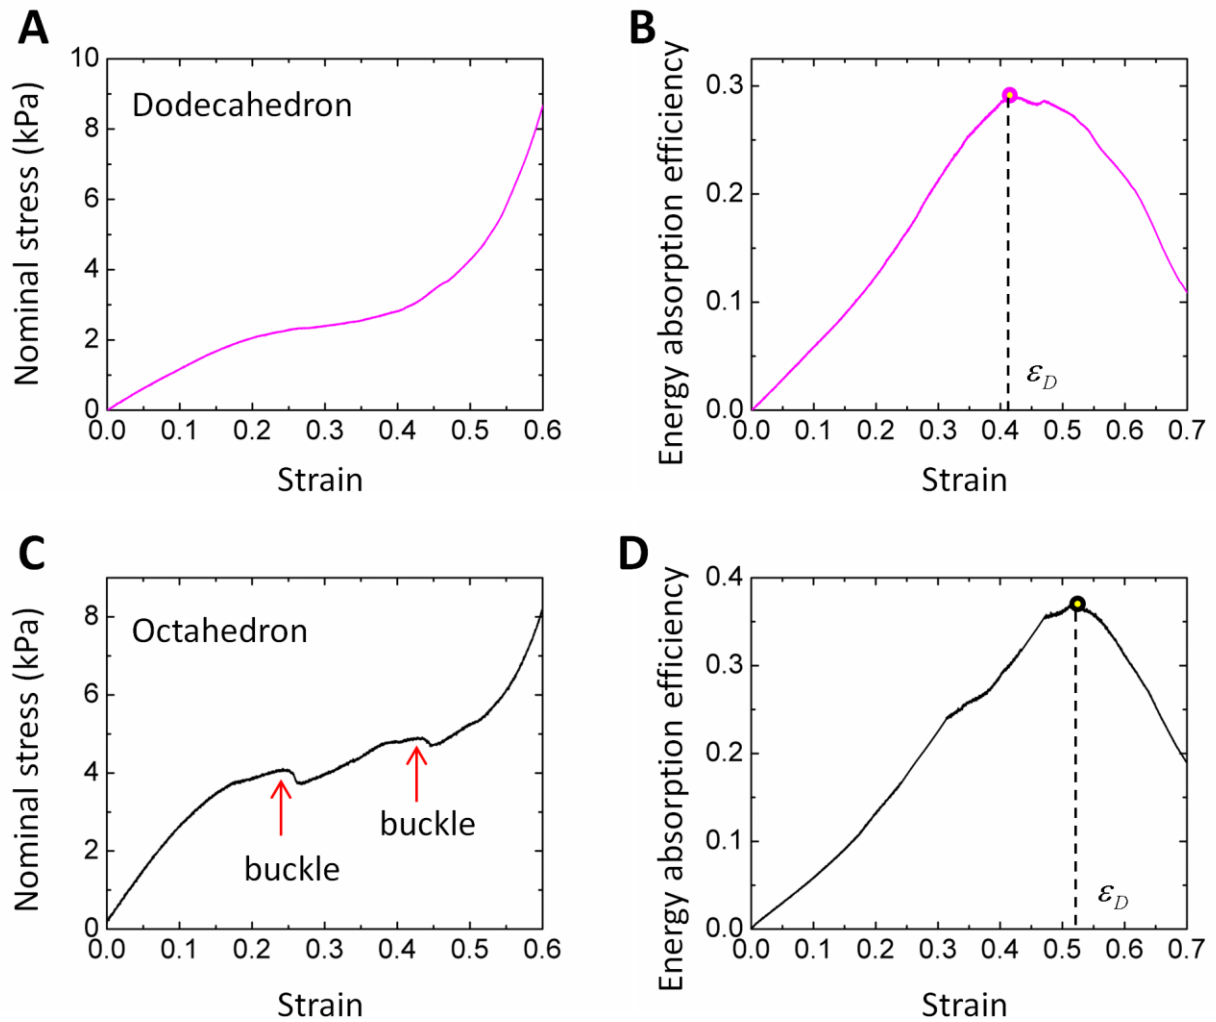 A
Nominal stress (kPa)
10
8
6
4
2
0
Dodecahedron
0.0 0.1 0.2 0.3 0.4 0.5 0.6
Strain
B
Energy absorption efficiency
0.3
0.2
0.1
0.0
ε_D
0.0 0.1 0.2 0.3 0.4 0.5 0.6 0.7
Strain
C
Nominal stress (kPa)
8
6
4
2
0
Octahedron
buckle
buckle
0.0 0.1 0.2 0.3 0.4 0.5 0.6
Strain
D
Energy absorption efficiency
0.4
0.3
0.2
0.1
0.0
ε_D
0.0 0.1 0.2 0.3 0.4 0.5 0.6 0.7
Strain